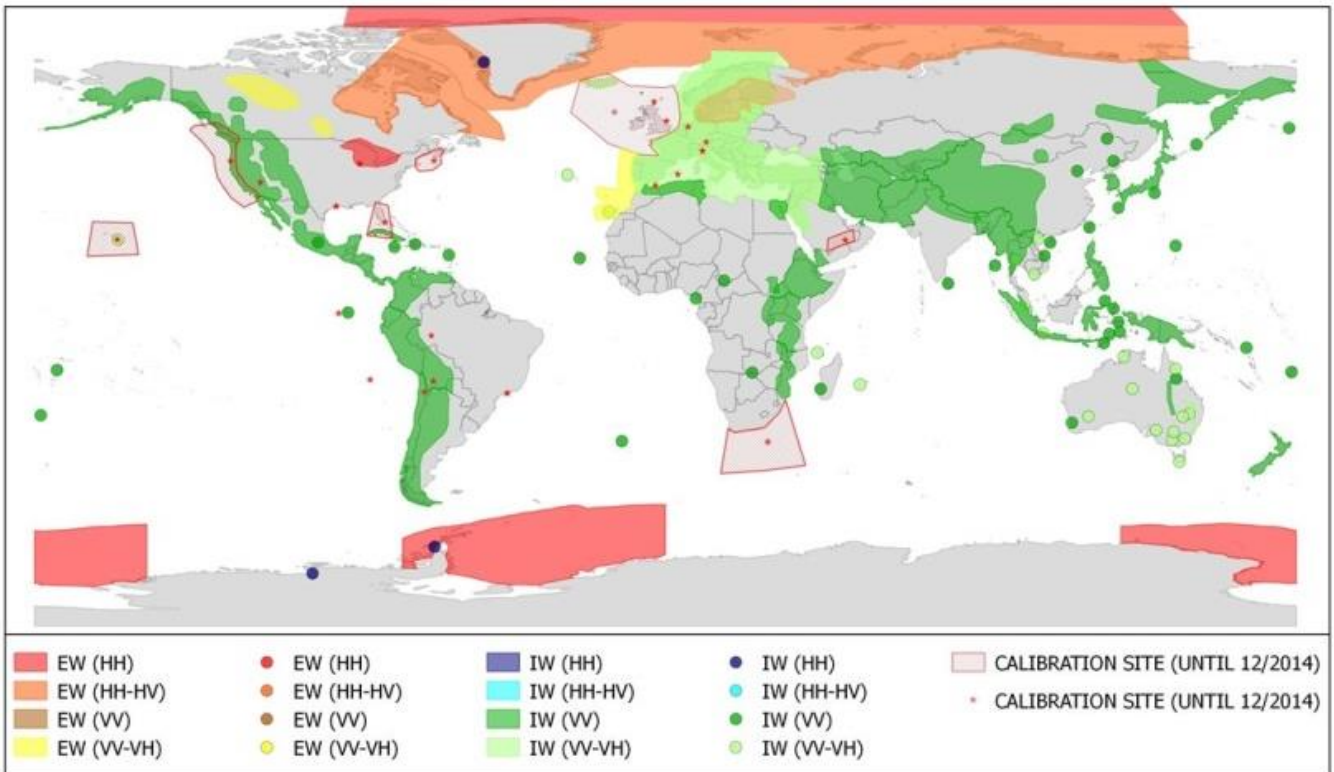 EW (HH) EW (HH) IW (HH) IW (HH) CALIBRATION SITE (UNTIL 12/2014)
EW (HH-HV) EW (HH-HV) IW (HH-HV) IW (HH-HV) CALIBRATION SITE (UNTIL 12/2014)
EW (VV) EW (VV) IW (VV) IW (VV)
EW (VV-VH) EW (VV-VH) IW (VV-VH) IW (VV-VH)